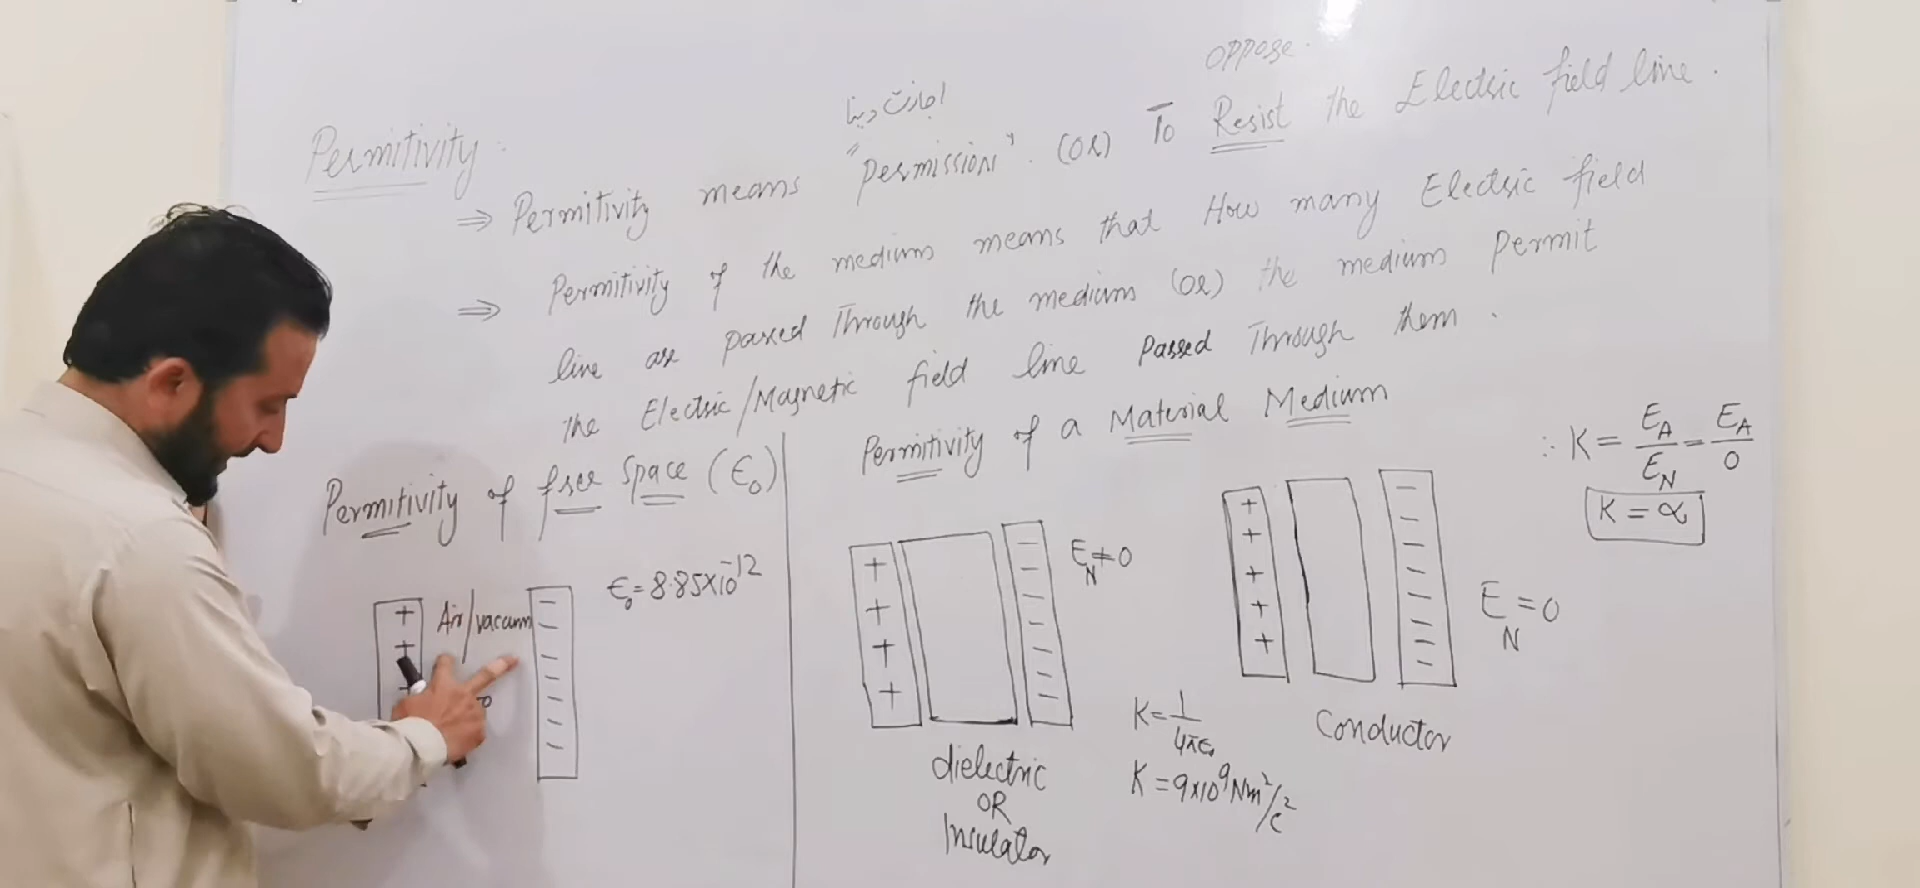 oppose.
اجازت دینا
Permitivity :
⇒ Permitivity means "Permission". (OR) To Resist the Electric field line.
⇒ Permitivity of the medium means that How many Electric field
line are passed Through the medium (OR) the medium Permit
the Electric/Magnetic field line Passed Through them.
Permitivity of free Space (ϵ₀)
Air/vacuum
ϵ₀=8.85×10⁻¹²
Permitivity of a Material Medium
E_N≠0
dielectric
OR
Insulator
K=1/4πϵ₀
K=9×10⁹Nm²/c²
E_N=0
Conductor
∵ K=E_A/E_N=E_A/0
K=∝